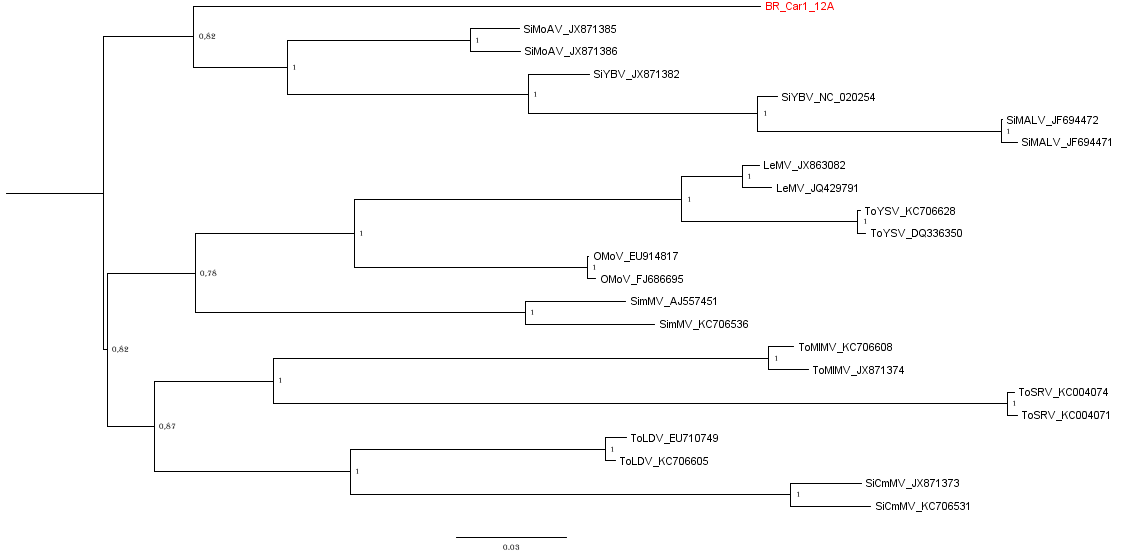 BR_Car1_12A
SiMoAV_JX871385
0,82
1
SiMoAV_JX871386
1
SiYBV_JX871382
1
SiYBV_NC_020254
1
SiMALV_JF694472
1
SiMALV_JF694471
LeMV_JX863082
1
LeMV_JQ429791
1
ToYSV_KC706628
1
ToYSV_DQ336350
1
OMoV_EU914817
1
0,78
OMoV_FJ686695
SimMV_AJ557451
1
SimMV_KC706536
0,82
ToMlMV_KC706608
1
ToMlMV_JX871374
1
ToSRV_KC004074
1
ToSRV_KC004071
0,87
ToLDV_EU710749
1
ToLDV_KC706605
1
SiCmMV_JX871373
1
SiCmMV_KC706531
0.03